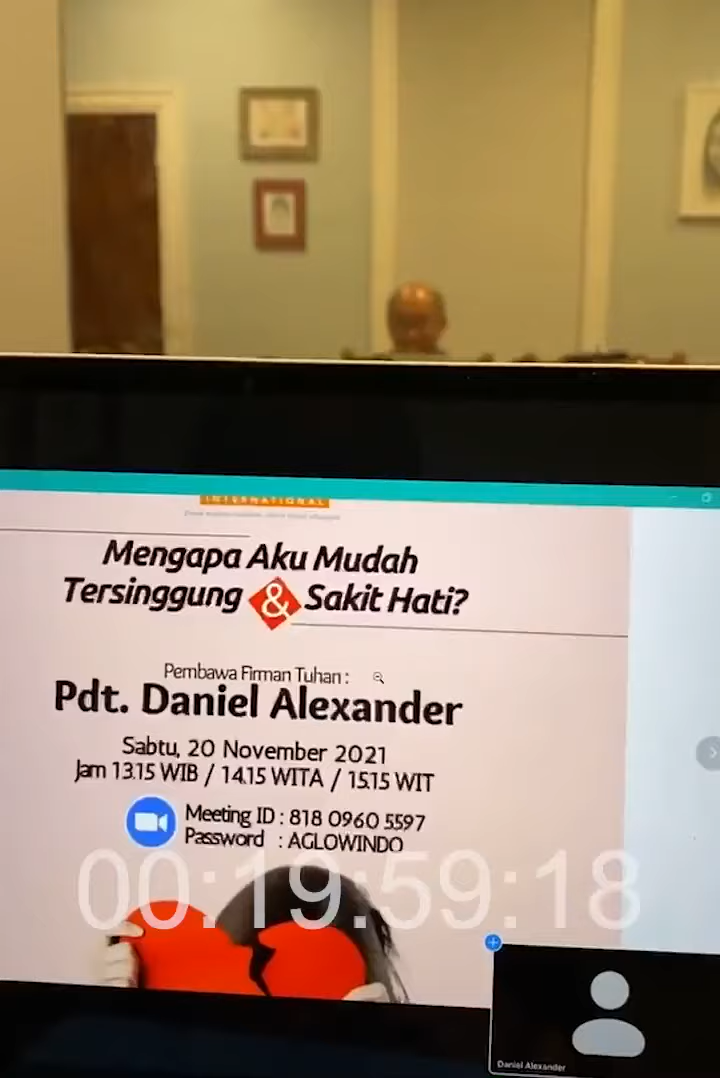 INTERNATIONAL
Mengapa Aku Mudah
Tersinggung & Sakit Hati?
Pembawa Firman Tuhan :
Pdt. Daniel Alexander
Sabtu, 20 November 2021
Jam 13.15 WIB / 14.15 WITA / 15.15 WIT
Meeting ID : 818 0960 5597
Password : AGLOWINDO
00:19:59:18
Daniel Alexander